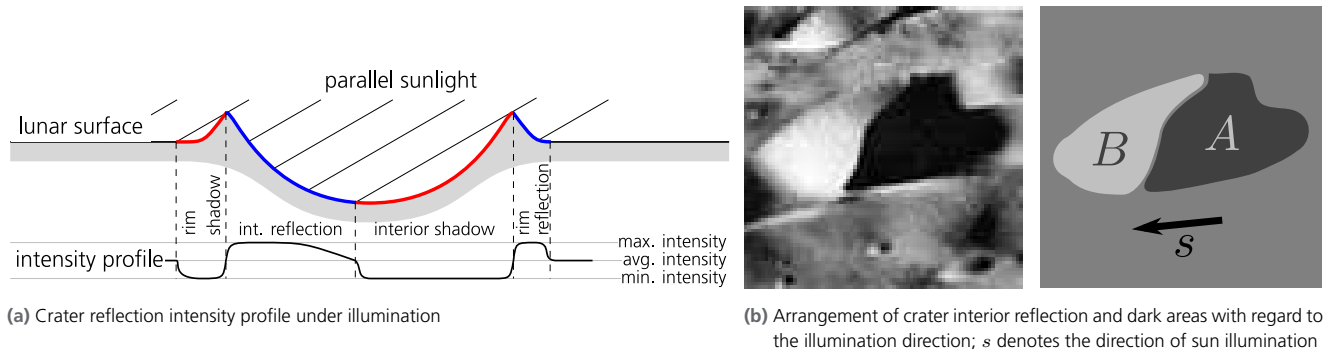 parallel sunlight
lunar surface
rim
shadow
int. reflection
interior shadow
rim
reflection
intensity profile
max. intensity
avg. intensity
min. intensity
(a) Crater reflection intensity profile under illumination
B
A
s
(b) Arrangement of crater interior reflection and dark areas with regard to
the illumination direction; s denotes the direction of sun illumination